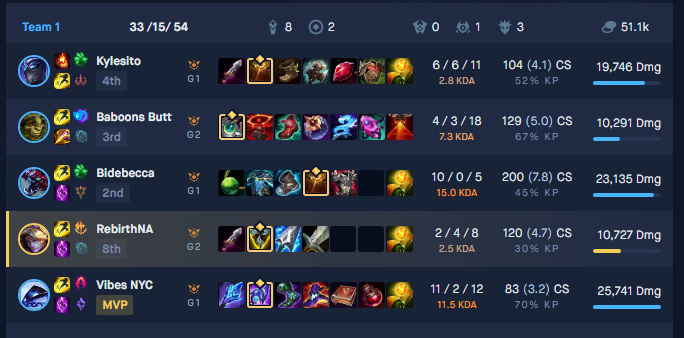 Team 1 33 /15/ 54 8 2 0 1 3 51.1k
Kylesito G1 6 / 6 / 11 104 (4.1) CS 19,746 Dmg
4th 2.8 KDA 52% KP
Baboons Butt G2 4 / 3 / 18 129 (5.0) CS 10,291 Dmg
3rd 7.3 KDA 67% KP
Bidebecca G1 10 / 0 / 5 200 (7.8) CS 23,135 Dmg
2nd 15.0 KDA 45% KP
RebirthNA G2 2 / 4 / 8 120 (4.7) CS 10,727 Dmg
8th 2.5 KDA 30% KP
Vibes NYC G1 11 / 2 / 12 83 (3.2) CS 25,741 Dmg
MVP 11.5 KDA 70% KP